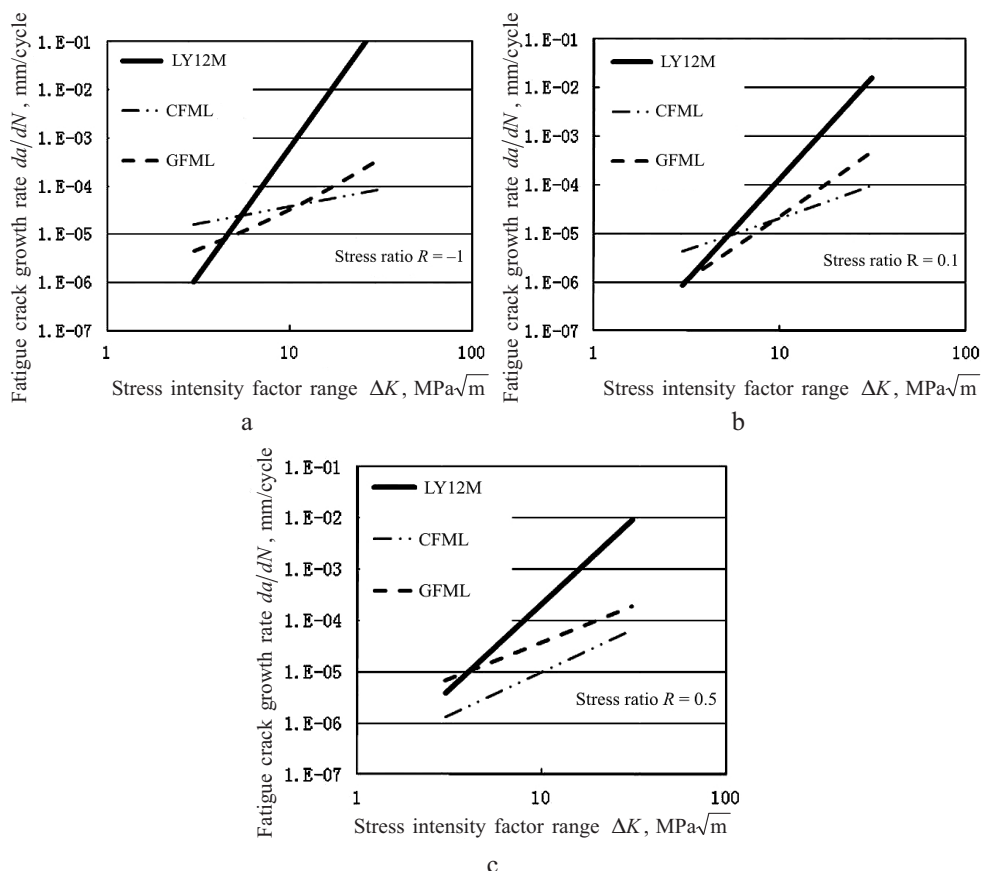 Fatigue crack growth rate da/dN, mm/cycle
1.E-01
1.E-02
1.E-03
1.E-04
1.E-05
1.E-06
1.E-07
LY12M
CFML
GFML
Stress ratio R = –1
1
10
100
Stress intensity factor range ΔK, MPa√m
a
Fatigue crack growth rate da/dN, mm/cycle
1.E-01
1.E-02
1.E-03
1.E-04
1.E-05
1.E-06
1.E-07
LY12M
CFML
GFML
Stress ratio R = 0.1
1
10
100
Stress intensity factor range ΔK, MPa√m
b
Fatigue crack growth rate da/dN, mm/cycle
1.E-01
1.E-02
1.E-03
1.E-04
1.E-05
1.E-06
1.E-07
LY12M
CFML
GFML
Stress ratio R = 0.5
1
10
100
Stress intensity factor range ΔK, MPa√m
c